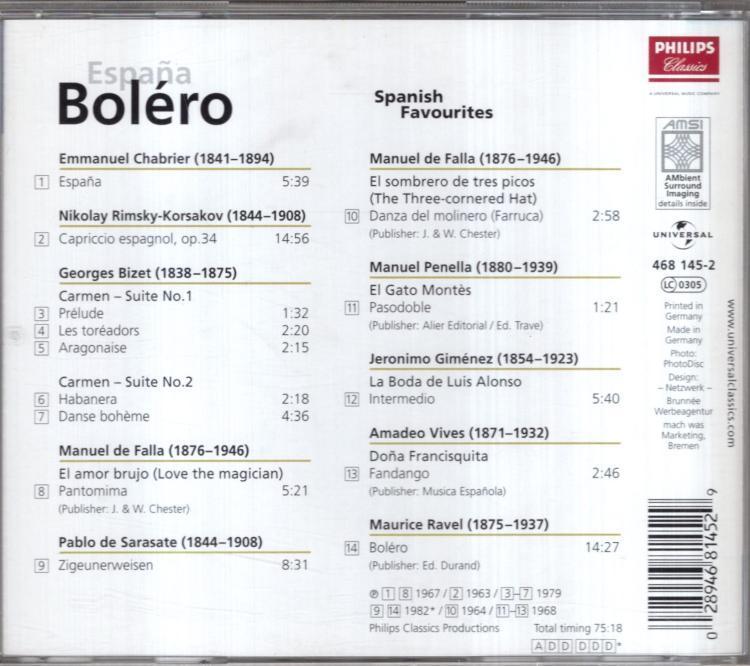 España
Boléro
Spanish
Favourites
Emmanuel Chabrier (1841–1894)
1 España 5:39
Nikolay Rimsky-Korsakov (1844–1908)
2 Capriccio espagnol, op.34 14:56
Georges Bizet (1838–1875)
Carmen – Suite No.1
3 Prélude 1:32
4 Les toréadors 2:20
5 Aragonaise 2:15
Carmen – Suite No.2
6 Habanera 2:18
7 Danse bohème 4:36
Manuel de Falla (1876–1946)
El amor brujo (Love the magician)
8 Pantomima 5:21
(Publisher: J. & W. Chester)
Pablo de Sarasate (1844–1908)
9 Zigeunerweisen 8:31
Manuel de Falla (1876–1946)
El sombrero de tres picos
(The Three-cornered Hat)
10 Danza del molinero (Farruca) 2:58
(Publisher: J. & W. Chester)
Manuel Penella (1880–1939)
El Gato Montès
11 Pasodoble 1:21
(Publisher: Alier Editorial / Ed. Trave)
Jeronimo Giménez (1854–1923)
La Boda de Luis Alonso
12 Intermedio 5:40
Amadeo Vives (1871–1932)
Doña Francisquita
13 Fandango 2:46
(Publisher: Musica Española)
Maurice Ravel (1875–1937)
14 Boléro 14:27
(Publisher: Ed. Durand)
℗ 1 8 1967 / 2 1963 / 3–7 1979
9 14 1982* / 10 1964 / 11–13 1968
Philips Classics Productions Total timing 75:18
ADD DDD*
PHILIPS
Classics
A UNIVERSAL MUSIC COMPANY
AMSI
AMbient
Surround
Imaging
details inside
UNIVERSAL
468 145-2
LC 0305
Printed in
Germany
Made in
Germany
Photo:
PhotoDisc
Design:
– Netzwerk –
Brunnée
Werbeagentur
mach was
Marketing,
Bremen
www.universalclassics.com
0 28946 81452 9